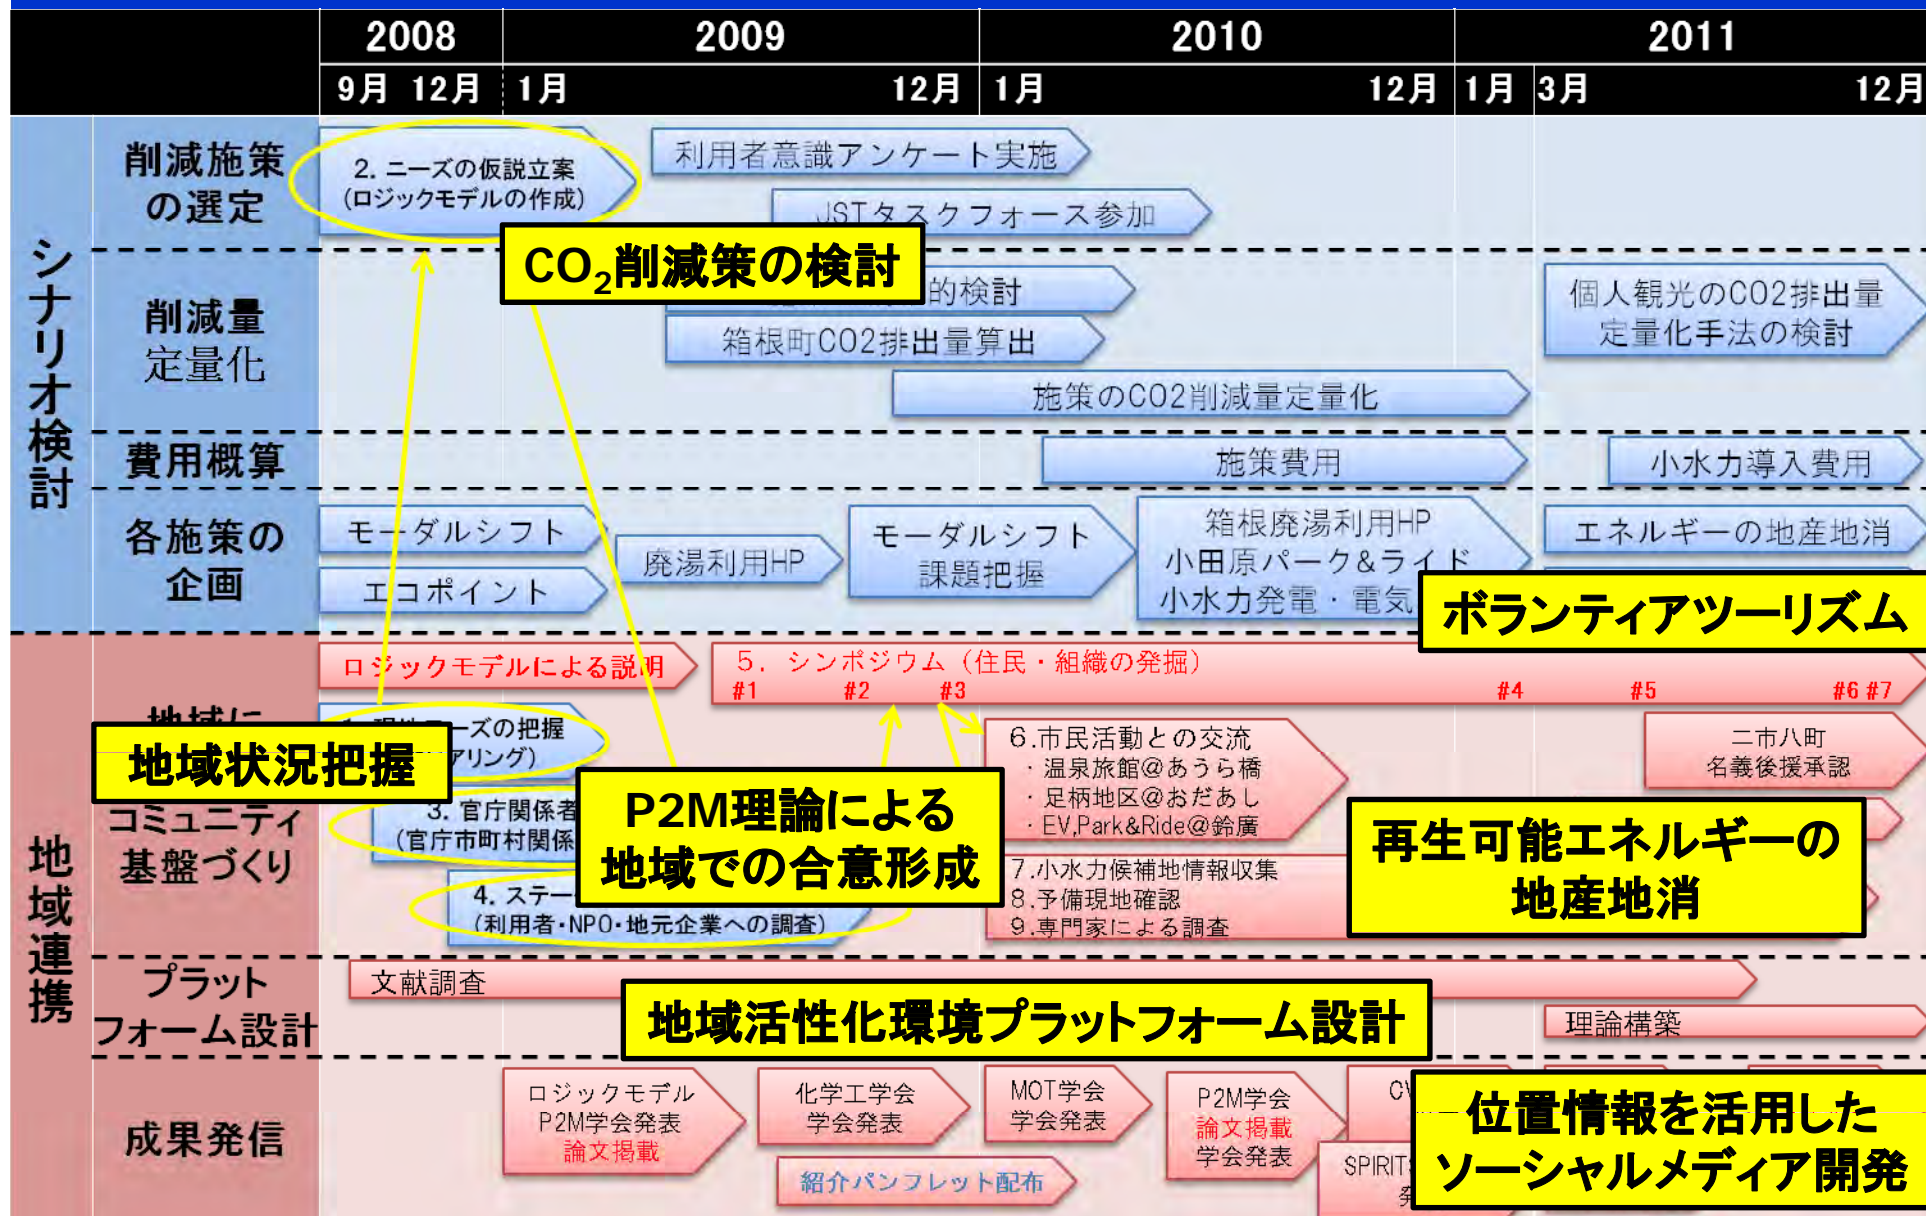 2008 2009 2010 2011
9月 12月 1月 12月 1月 12月 1月 3月 12月
シナリオ検討
削減施策
の選定
2. ニーズの仮説立案
(ロジックモデルの作成)
利用者意識アンケート実施
JSTタスクフォース参加
CO₂削減策の検討
削減量
定量化
的検討
箱根町CO2排出量算出
施策のCO2削減量定量化
個人観光のCO2排出量
定量化手法の検討
費用概算
施策費用
小水力導入費用
各施策の
企画
モーダルシフト
エコポイント
廃湯利用HP
モーダルシフト
課題把握
箱根廃湯利用HP
小田原パーク&ライド
小水力発電・電気
エネルギーの地産地消
ボランティアツーリズム
地域連携
ロジックモデルによる説明
5. シンポジウム（住民・組織の発掘）
#1 #2 #3 #4 #5 #6 #7
地域に
コミュニティ
基盤づくり
ーズの把握
アリング)
地域状況把握
3. 官庁関係者
(官庁市町村関係
4. ステー
(利用者・NPO・地元企業への調査)
P2M理論による
地域での合意形成
6.市民活動との交流
・温泉旅館@あうら橋
・足柄地区@おだあし
・EV,Park&Ride@鈴廣
7.小水力候補地情報収集
8.予備現地確認
9.専門家による調査
二市八町
名義後援承認
再生可能エネルギーの
地産地消
プラット
フォーム設計
文献調査
地域活性化環境プラットフォーム設計
理論構築
成果発信
ロジックモデル
P2M学会発表
論文掲載
化学工学会
学会発表
紹介パンフレット配布
MOT学会
学会発表
P2M学会
論文掲載
学会発表
SPIRIT
位置情報を活用した
ソーシャルメディア開発